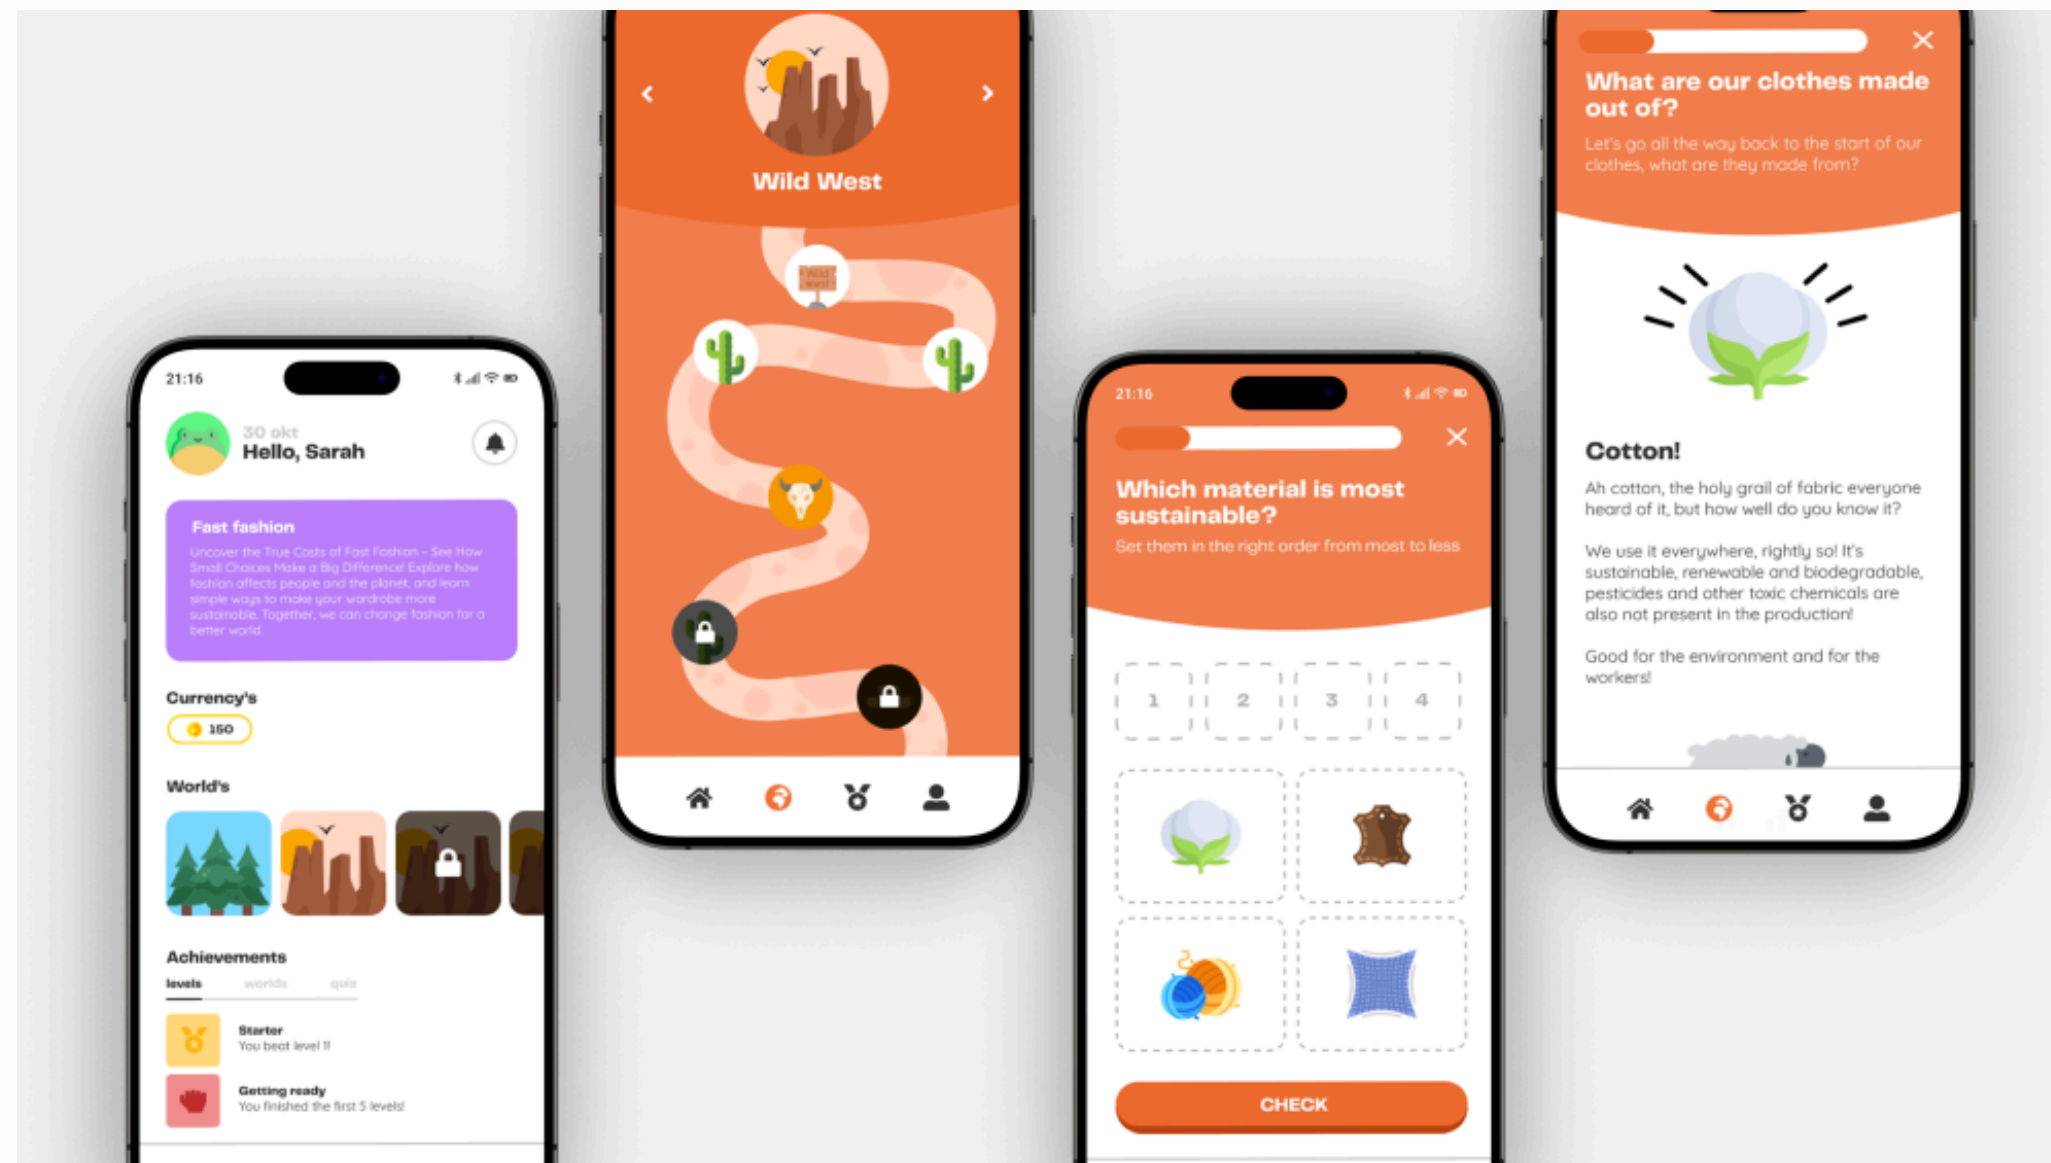 21:16
30 okt
Hello, Sarah
Fast fashion
Uncover the True Costs of Fast Fashion – See How
Small Choices Make a Big Difference! Explore how
fashion affects people and the planet, and learn
simple ways to make your wardrobe more
sustainable. Together, we can change fashion for a
better world.
Currency's
150
World's
Achievements
levels worlds quiz
Starter
You beat level 1!
Getting ready
You finished the first 5 levels!
Wild West
Wild
west
21:16
Which material is most
sustainable?
Set them in the right order from most to less
1 2 3 4
CHECK
What are our clothes made
out of?
Let's go all the way back to the start of our
clothes, what are they made from?
Cotton!
Ah cotton, the holy grail of fabric everyone
heard of it, but how well do you know it?
We use it everywhere, rightly so! It's
sustainable, renewable and biodegradable,
pesticides and other toxic chemicals are
also not present in the production!
Good for the environment and for the
workers!